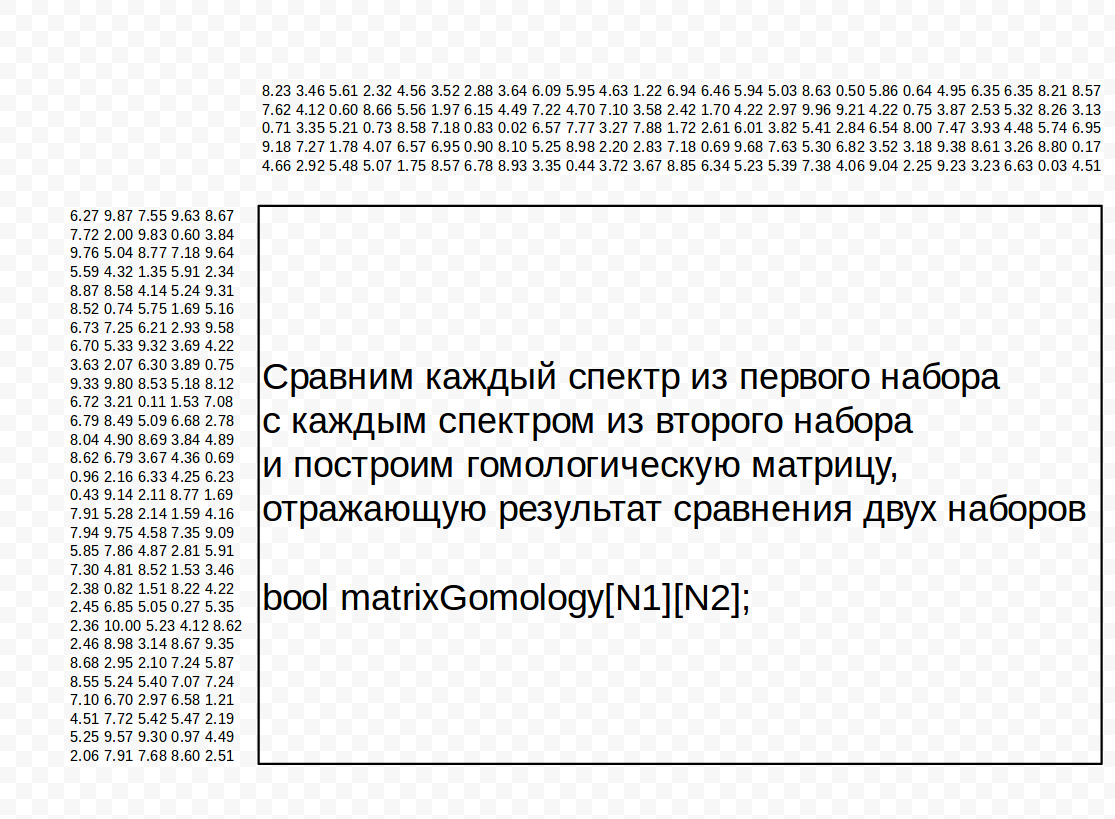 8.23 3.46 5.61 2.32 4.56 3.52 2.88 3.64 6.09 5.95 4.63 1.22 6.94 6.46 5.94 5.03 8.63 0.50 5.86 0.64 4.95 6.35 6.35 8.21 8.57
7.62 4.12 0.60 8.66 5.56 1.97 6.15 4.49 7.22 4.70 7.10 3.58 2.42 1.70 4.22 2.97 9.96 9.21 4.22 0.75 3.87 2.53 5.32 8.26 3.13
0.71 3.35 5.21 0.73 8.58 7.18 0.83 0.02 6.57 7.77 3.27 7.88 1.72 2.61 6.01 3.82 5.41 2.84 6.54 8.00 7.47 3.93 4.48 5.74 6.95
9.18 7.27 1.78 4.07 6.57 6.95 0.90 8.10 5.25 8.98 2.20 2.83 7.18 0.69 9.68 7.63 5.30 6.82 3.52 3.18 9.38 8.61 3.26 8.80 0.17
4.66 2.92 5.48 5.07 1.75 8.57 6.78 8.93 3.35 0.44 3.72 3.67 8.85 6.34 5.23 5.39 7.38 4.06 9.04 2.25 9.23 3.23 6.63 0.03 4.51
6.27 9.87 7.55 9.63 8.67
7.72 2.00 9.83 0.60 3.84
9.76 5.04 8.77 7.18 9.64
5.59 4.32 1.35 5.91 2.34
8.87 8.58 4.14 5.24 9.31
8.52 0.74 5.75 1.69 5.16
6.73 7.25 6.21 2.93 9.58
6.70 5.33 9.32 3.69 4.22
3.63 2.07 6.30 3.89 0.75
9.33 9.80 8.53 5.18 8.12
6.72 3.21 0.11 1.53 7.08
6.79 8.49 5.09 6.68 2.78
8.04 4.90 8.69 3.84 4.89
8.62 6.79 3.67 4.36 0.69
0.96 2.16 6.33 4.25 6.23
0.43 9.14 2.11 8.77 1.69
7.91 5.28 2.14 1.59 4.16
7.94 9.75 4.58 7.35 9.09
5.85 7.86 4.87 2.81 5.91
7.30 4.81 8.52 1.53 3.46
2.38 0.82 1.51 8.22 4.22
2.45 6.85 5.05 0.27 5.35
2.36 10.00 5.23 4.12 8.62
2.46 8.98 3.14 8.67 9.35
8.68 2.95 2.10 7.24 5.87
8.55 5.24 5.40 7.07 7.24
7.10 6.70 2.97 6.58 1.21
4.51 7.72 5.42 5.47 2.19
5.25 9.57 9.30 0.97 4.49
2.06 7.91 7.68 8.60 2.51
Сравним каждый спектр из первого набора
с каждым спектром из второго набора
и построим гомологическую матрицу,
отражающую результат сравнения двух наборов
bool matrixGomology[N1][N2];